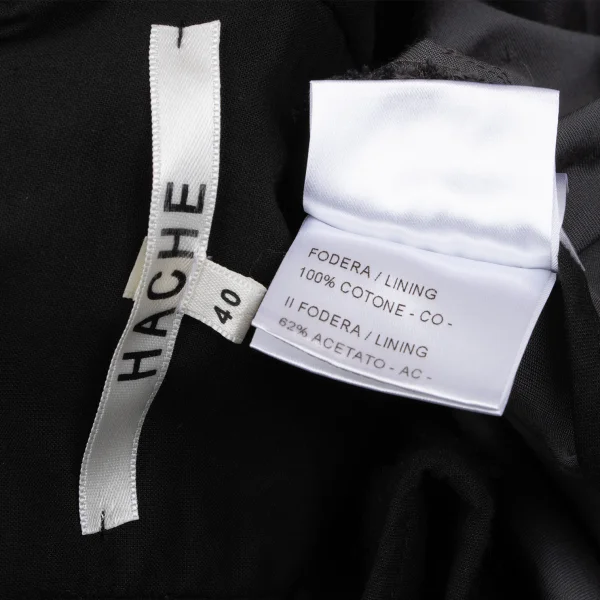 HACHE
40
FODERA / LINING
100% COTONE - CO -
II FODERA / LINING
62% ACETATO - AC -